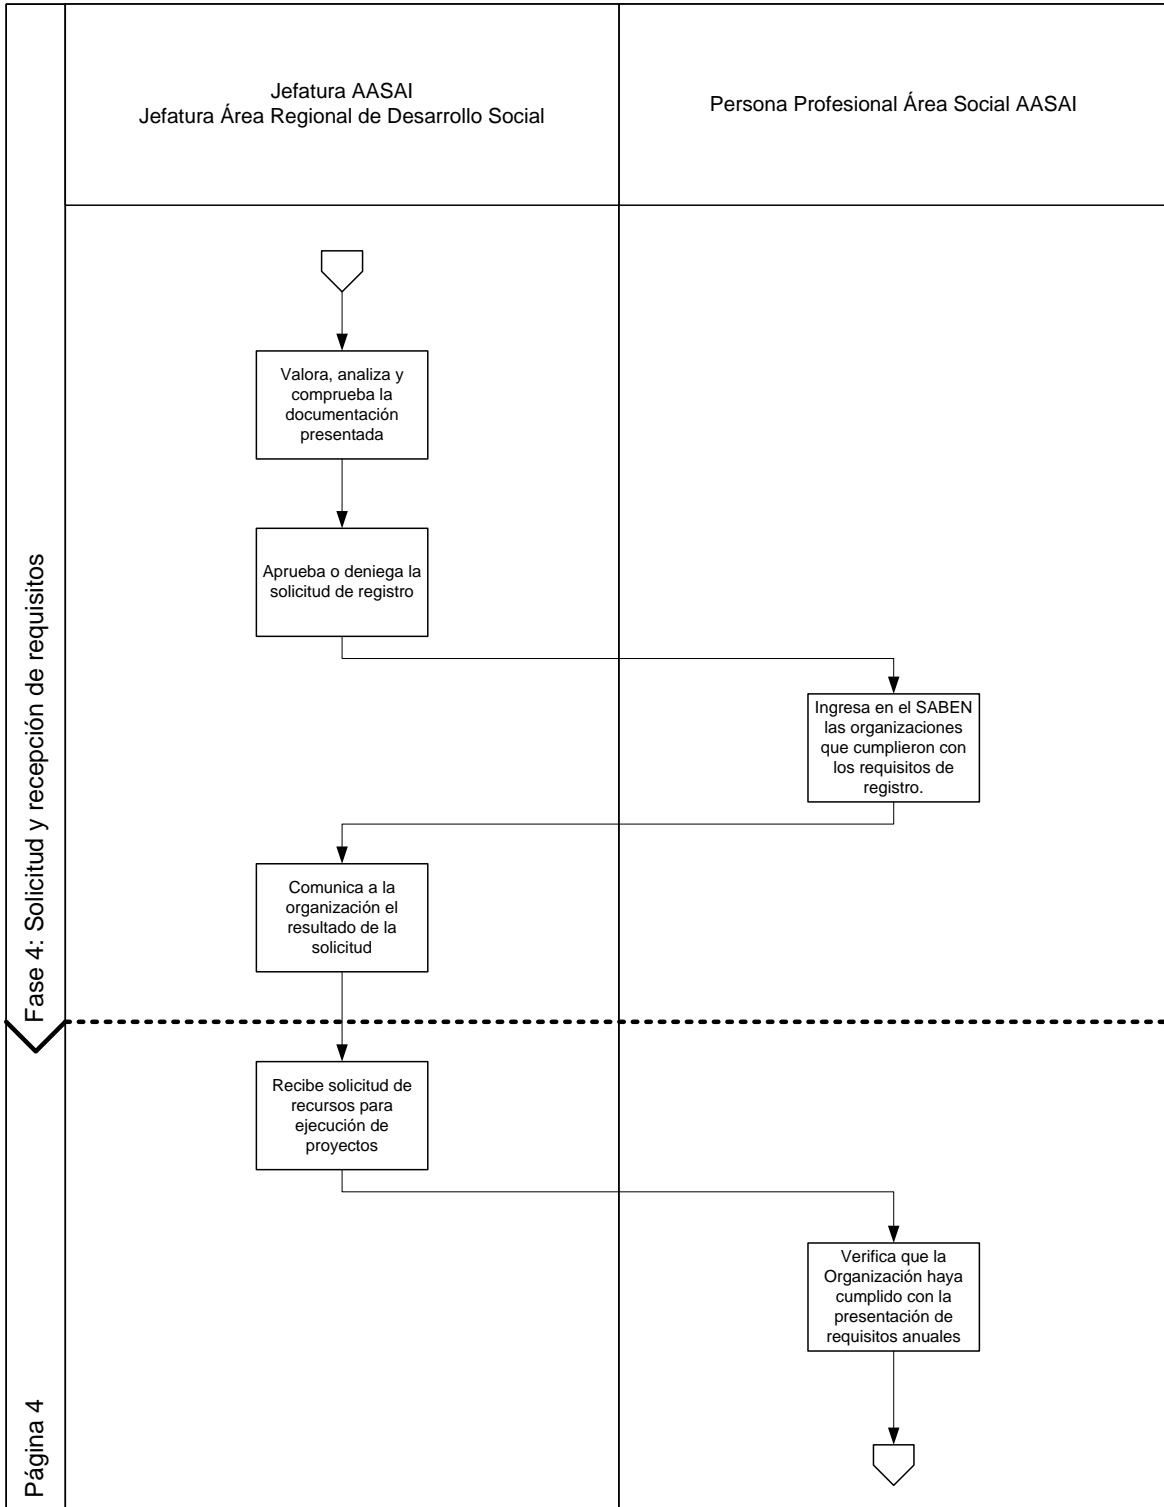 Jefatura AASAI
Jefatura Área Regional de Desarrollo Social
Persona Profesional Área Social AASAI
Fase 4: Solicitud y recepción de requisitos
Valora, analiza y
comprueba la
documentación
presentada
Aprueba o deniega la
solicitud de registro
Ingresa en el SABEN
las organizaciones
que cumplieron con
los requisitos de
registro.
Comunica a la
organización el
resultado de la
solicitud
Recibe solicitud de
recursos para
ejecución de
proyectos
Verifica que la
Organización haya
cumplido con la
presentación de
requisitos anuales
Página 4